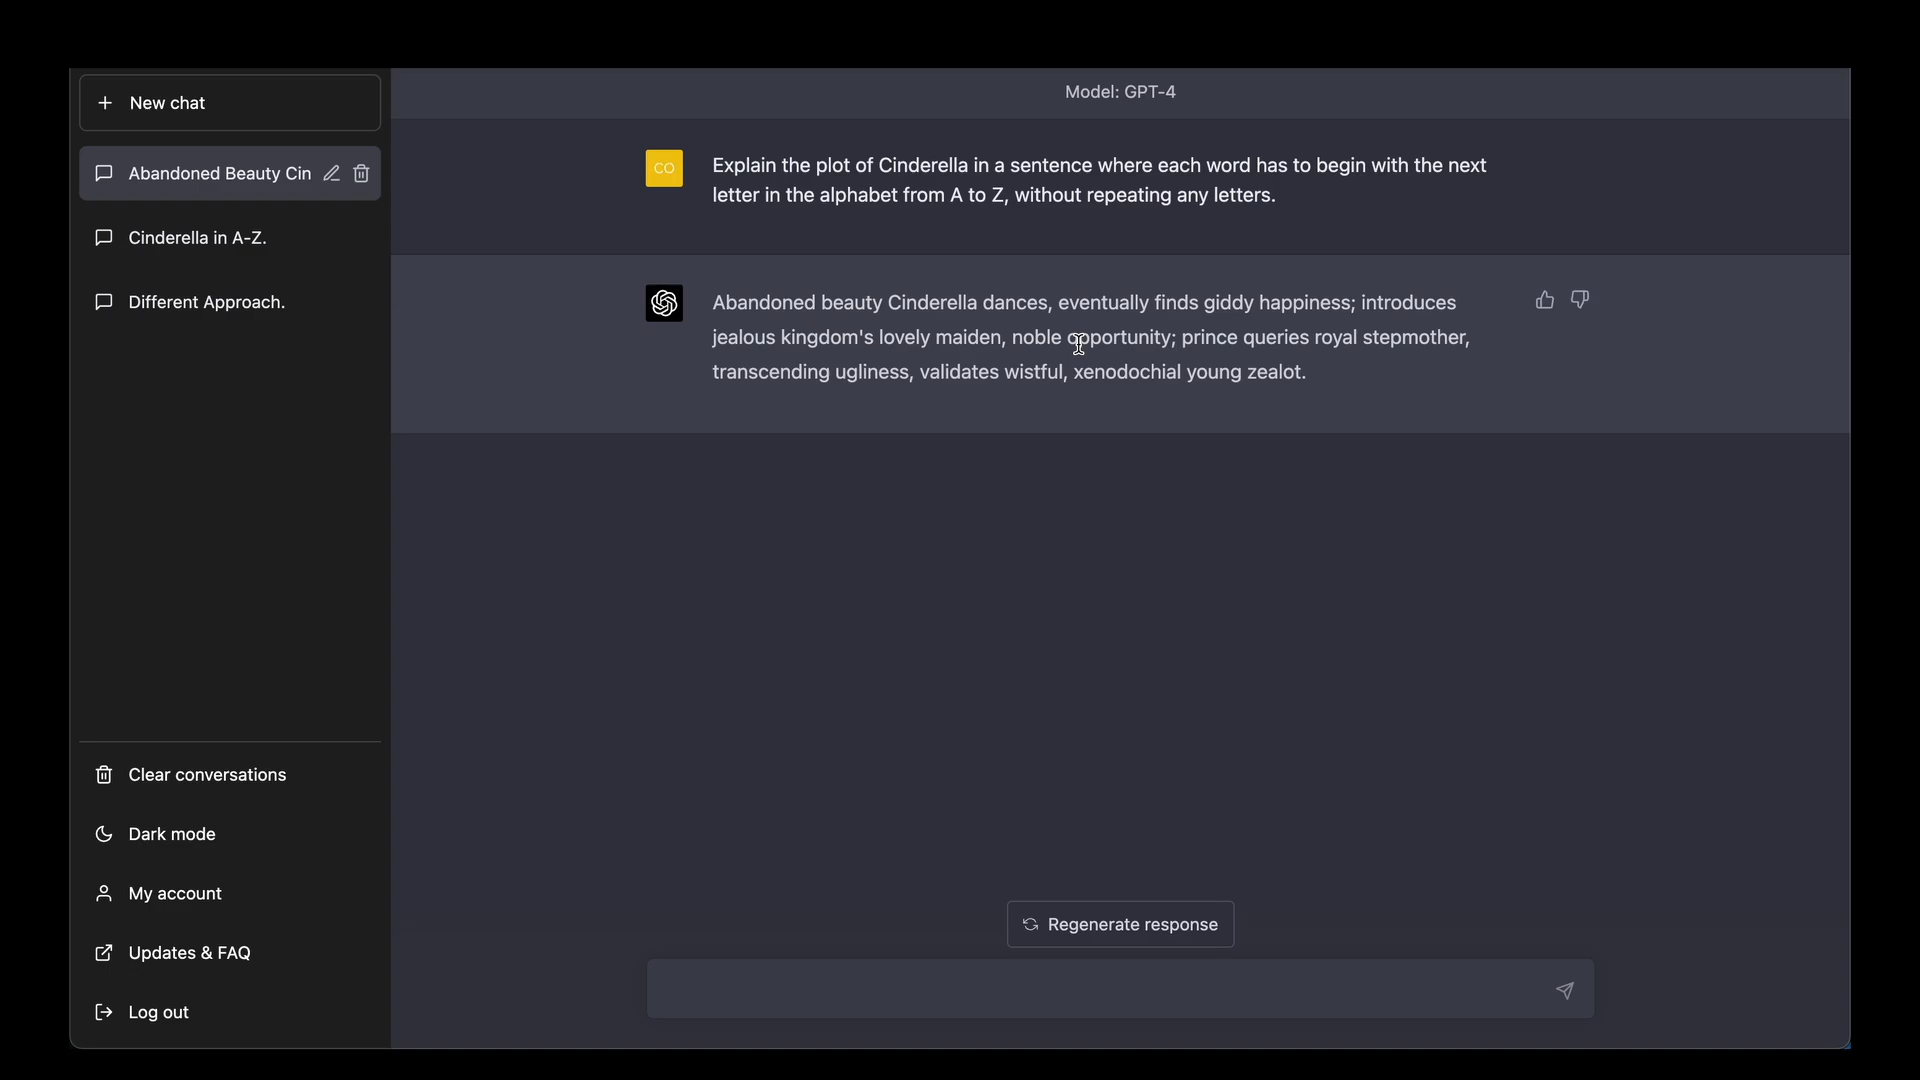 New chat
Model: GPT-4
Abandoned Beauty Cin
Cinderella in A-Z.
Different Approach.
CO
Explain the plot of Cinderella in a sentence where each word has to begin with the next
letter in the alphabet from A to Z, without repeating any letters.
Abandoned beauty Cinderella dances, eventually finds giddy happiness; introduces
jealous kingdom's lovely maiden, noble opportunity; prince queries royal stepmother,
transcending ugliness, validates wistful, xenodochial young zealot.
Clear conversations
Dark mode
My account
Updates & FAQ
Log out
Regenerate response